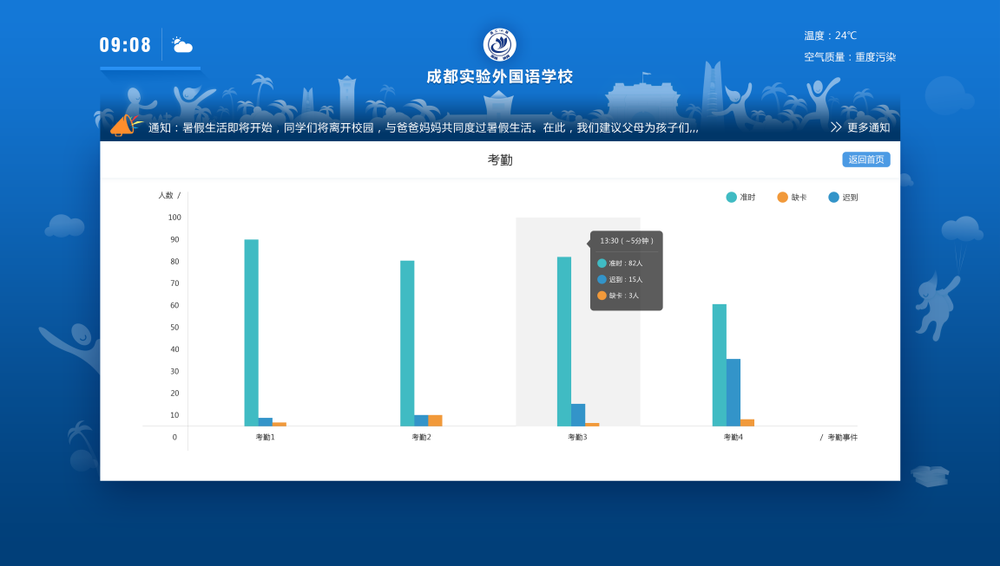 09:08
成都实验外国语学校
温度：24℃
空气质量：重度污染
通知：暑假生活即将开始，同学们将离开校园，与爸爸妈妈共同度过暑假生活。在此，我们建议父母为孩子们,,,
更多通知
考勤
返回首页
人数 /
准时 缺卡 迟到
100
90
80
70
60
50
40
30
20
10
0
13:30 ( ~5分钟 )
准时：82人
迟到：15人
缺卡：3人
考勤1 考勤2 考勤3 考勤4
/ 考勤事件